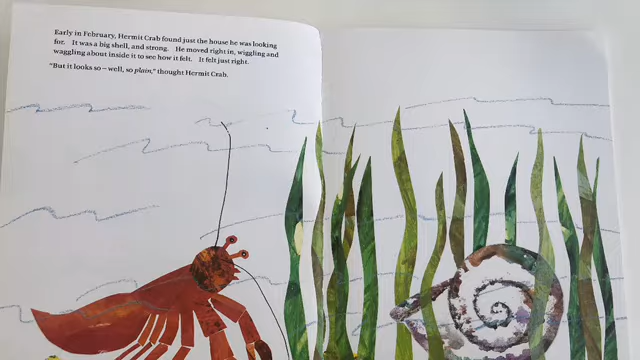 Early in February, Hermit Crab found just the house he was looking
for. It was a big shell, and strong. He moved right in, wiggling and
waggling about inside it to see how it felt. It felt just right.
"But it looks so – well, so plain," thought Hermit Crab.